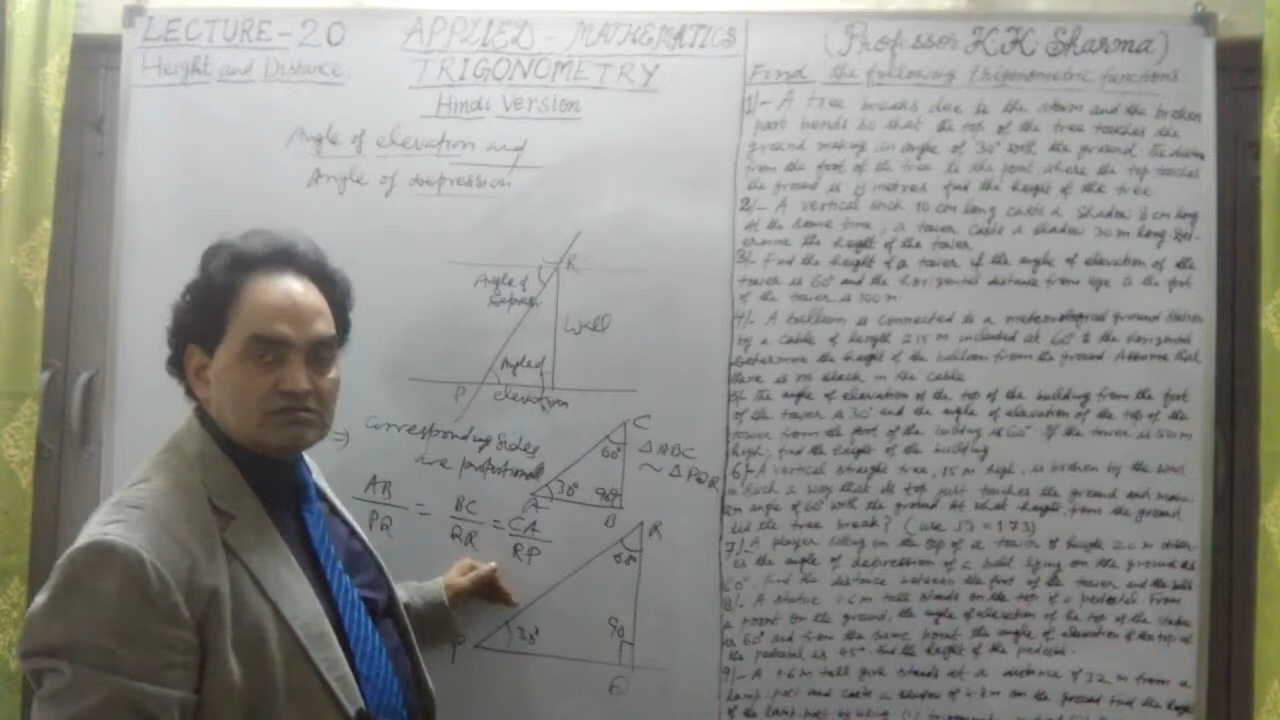 LECTURE-20
Height and Distance
APPLIED - MATHEMATICS
TRIGONOMETRY
Hindi Version
Angle of elevation and
Angle of depression
R
Angle of
Wall
Angle of
P
elevation
Corresponding Sides
are proportional
AB/PQ = BC/QR = CA/RP
C
60°
△ABC
~ △PQR
30°
90°
A
B
R
60°
P
30°
90
(Professor KK Sharma)
Find the following trigonometric functions
1/- A tree breaks due to the storm and the broken
part bends so that the top of the tree touches the
ground making an angle of 30° with the ground. The distance
from the foot of the tree to the point where the top touches
the ground is 8 metres find the height of the tree
2/- A vertical stick 10 cm long casts a shadow 8 cm long
At the same time, a tower casts a shadow 30 m long Det-
ermine the height of the tower
3/- Find the height of a tower if the angle of elevation of the
tower is 60° and the horizontal distance from eye to the foot
of the tower is 100 m.
4/- A balloon is connected to a meteorological ground station
by a cable of length 215 m inclined at 60° to the horizontal
determine the height of the balloon from the ground Assume that
there is no slack in the cable
5/- The angle of elevation of the top of the building from the foot
of the tower is 30° and the angle of elevation of the top of the
tower from the foot of the building is 60° If the tower is 50 m
high, find the height of the building
6/- A vertical straight tree, 15 m high, is broken by the wind
in such a way that its top just touches the ground and makes
an angle of 60° with the ground. At what height from the ground
did the tree break? (use √3 = 1.73)
7/- A player sitting on the top of a tower of height 20 m observ-
es the angle of depression of a ball lying on the ground as
60°. Find the distance between the foot of the tower and the ball
8/- A statue 1.6 m tall stands on the top of a pedestal. From
a point on the ground, the angle of elevation of the top of the statue
is 60° and from the same point the angle of elevation of the top of
the pedestal is 45° find the height of the pedestal.
9/- A 1.6 m tall girl stands at a distance of 3.2 m from a
lamp-post and casts a shadow of 4.8 m on the ground Find the height
of the lamp post by using (i) trigonometric